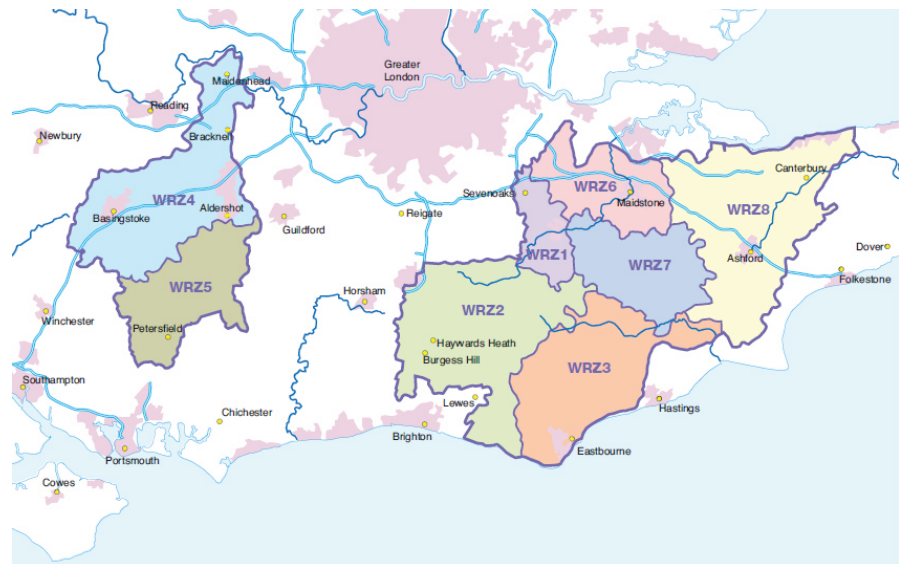 Greater
London
Maidenhead
Reading
Newbury
Bracknell
Canterbury
Sevenoaks
WRZ6
Maidstone
WRZ4
Basingstoke
Aldershot
Guildford
Reigate
WRZ8
Dover
Ashford
WRZ1
WRZ7
Folkestone
WRZ5
Horsham
WRZ2
Winchester
Petersfield
Haywards Heath
Burgess Hill
WRZ3
Southampton
Lewes
Hastings
Chichester
Brighton
Eastbourne
Portsmouth
Cowes